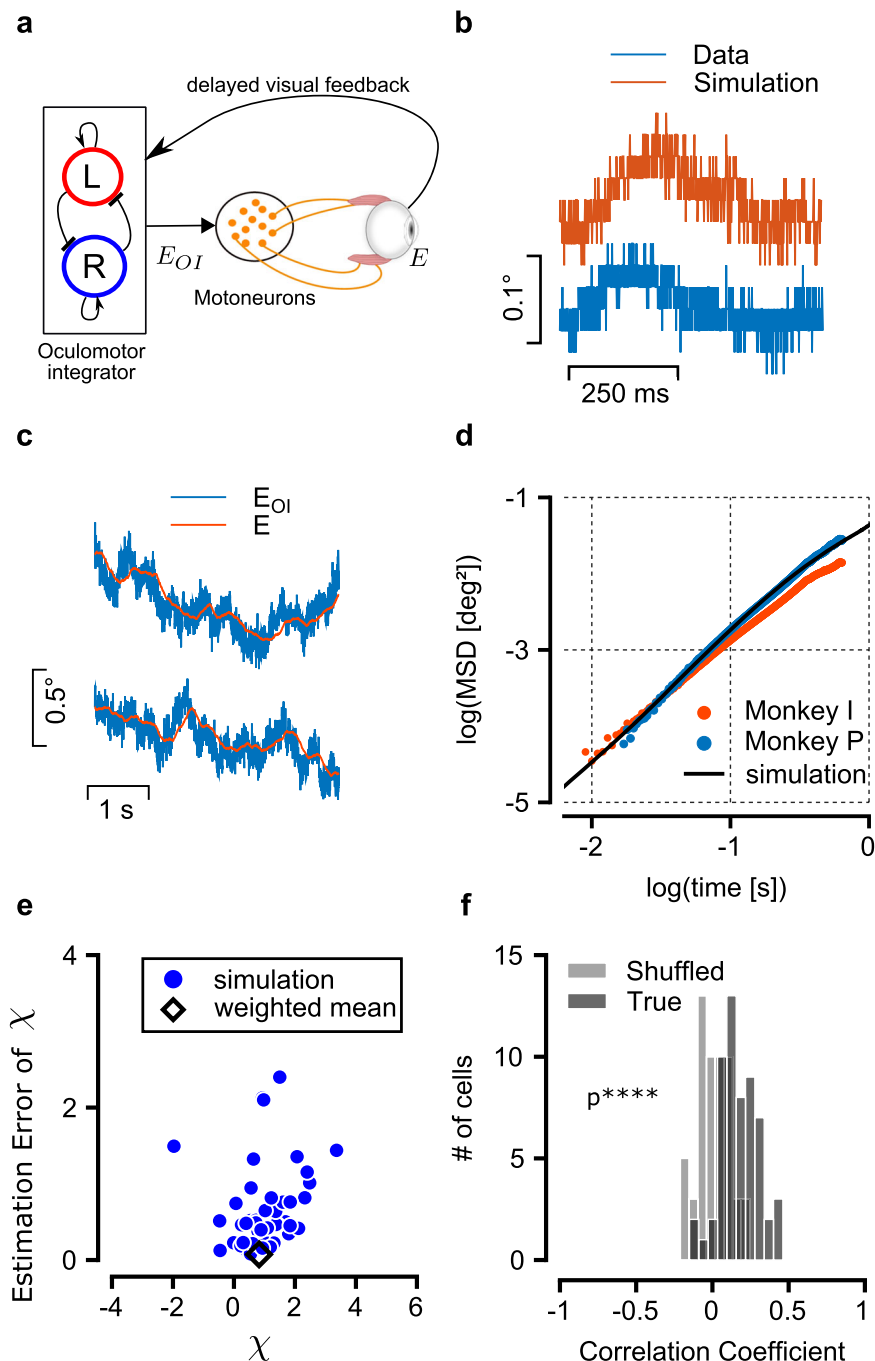 a
delayed visual feedback
L
R
E_OI
E
Motoneurons
Oculomotor
integrator
b
Data
Simulation
0.1°
250 ms
c
E_OI
E
0.5°
1 s
d
log(MSD [deg²])
-1
-3
-5
Monkey I
Monkey P
simulation
-2
-1
0
log(time [s])
e
Estimation Error of χ
4
2
0
simulation
weighted mean
-4
-2
0
2
4
6
χ
f
# of cells
15
10
5
0
Shuffled
True
p****
-1
-0.5
0
0.5
1
Correlation Coefficient